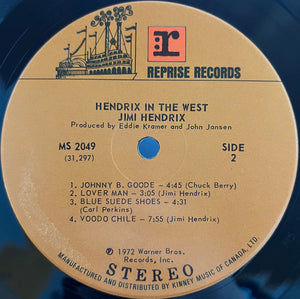 r
REPRISE RECORDS
HENDRIX IN THE WEST
JIMI HENDRIX
Produced by Eddie Kramer and John Jansen
MS 2049
(31,297)
SIDE
2
1. JOHNNY B. GOODE - 4:45 (Chuck Berry)
2. LOVER MAN - 3:05 (Jimi Hendrix)
3. BLUE SUEDE SHOES - 4:31
(Carl Perkins)
4. VOODO CHILE - 7:55 (Jimi Hendrix)
℗1972 Warner Bros.
Records, Inc.
STEREO
MANUFACTURED AND DISTRIBUTED BY KINNEY MUSIC OF CANADA, LTD.